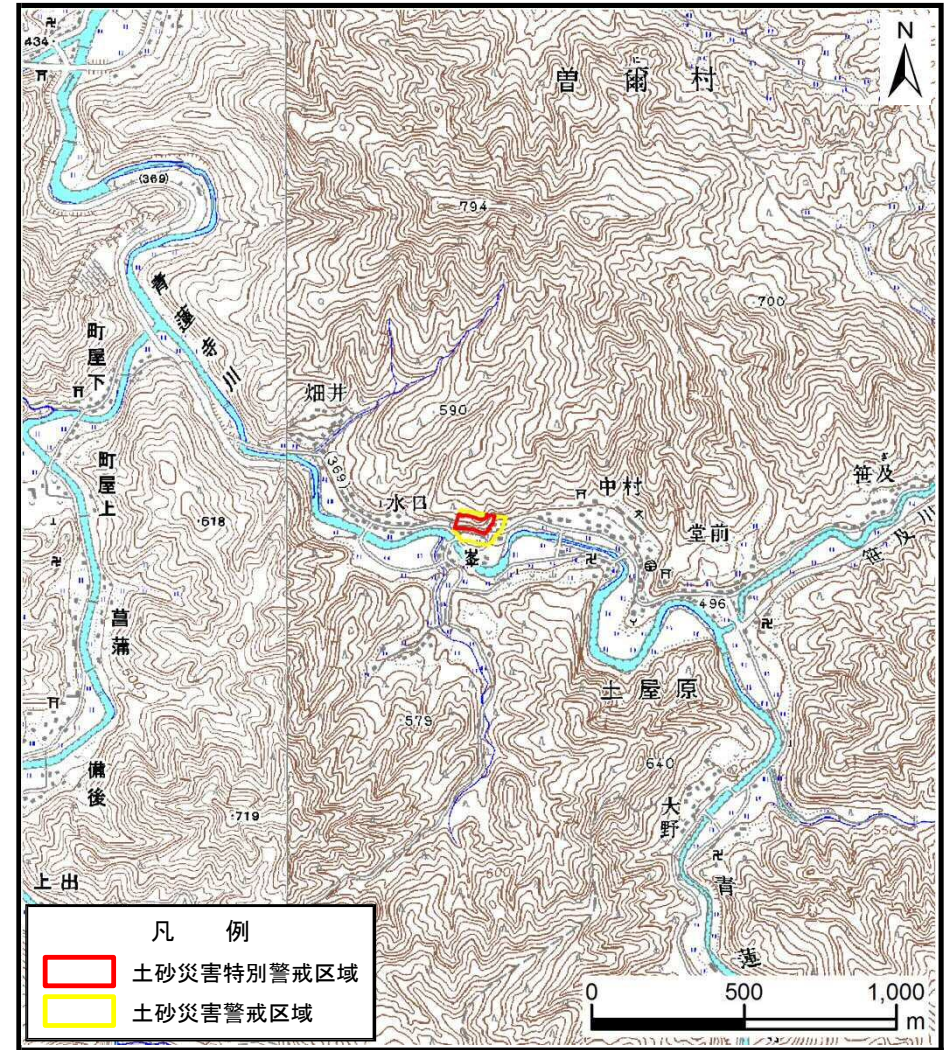 434
N
曽爾村
に
(369)
794
700
青蓮寺川
町屋下
畑井
590
町屋上
(369)
水口
中村
笹及
618
堂前
笹及川
峯
496
菖蒲
土屋原
579
640
備後
大野
719
上出
青蓮
凡例
土砂災害特別警戒区域
土砂災害警戒区域
0 500 1,000
m